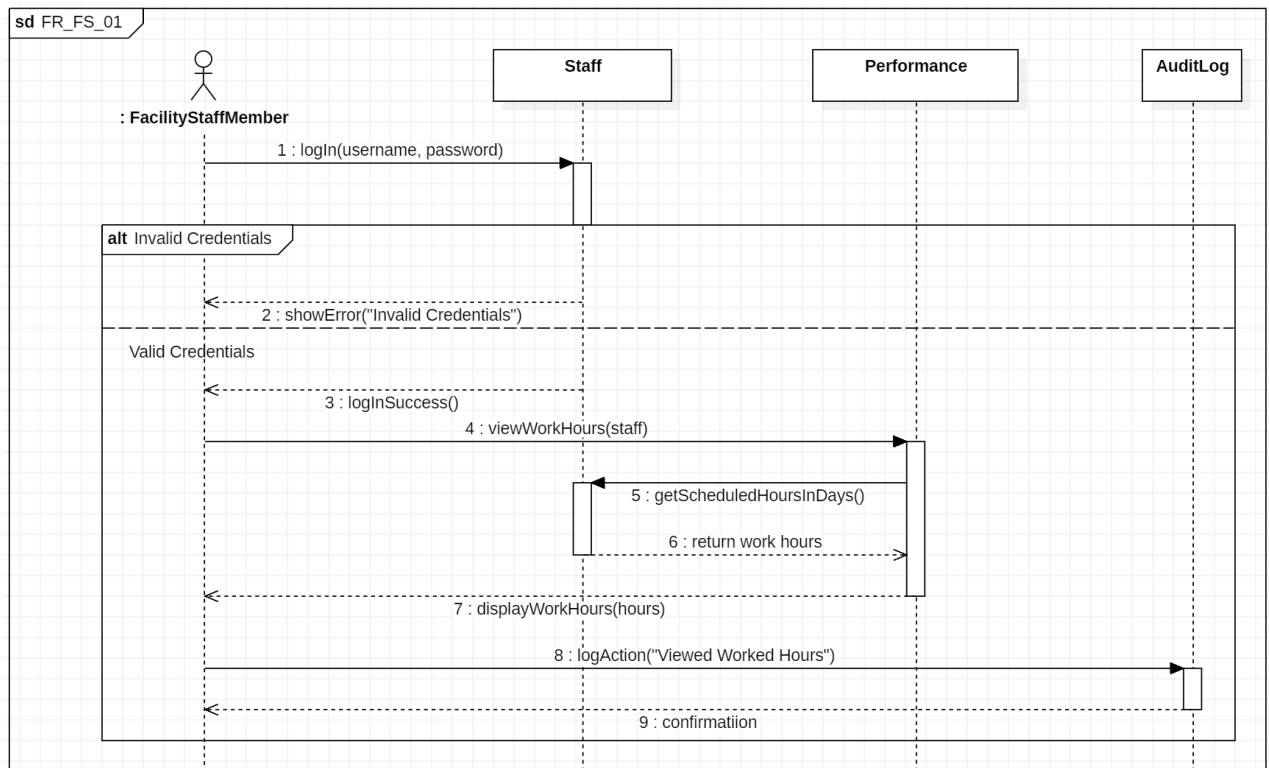 sd FR_FS_01
Staff
Performance
AuditLog
: FacilityStaffMember
1 : logIn(username, password)
alt Invalid Credentials
2 : showError("Invalid Credentials")
Valid Credentials
3 : logInSuccess()
4 : viewWorkHours(staff)
5 : getScheduledHoursInDays()
6 : return work hours
7 : displayWorkHours(hours)
8 : logAction("Viewed Worked Hours")
9 : confirmatiion